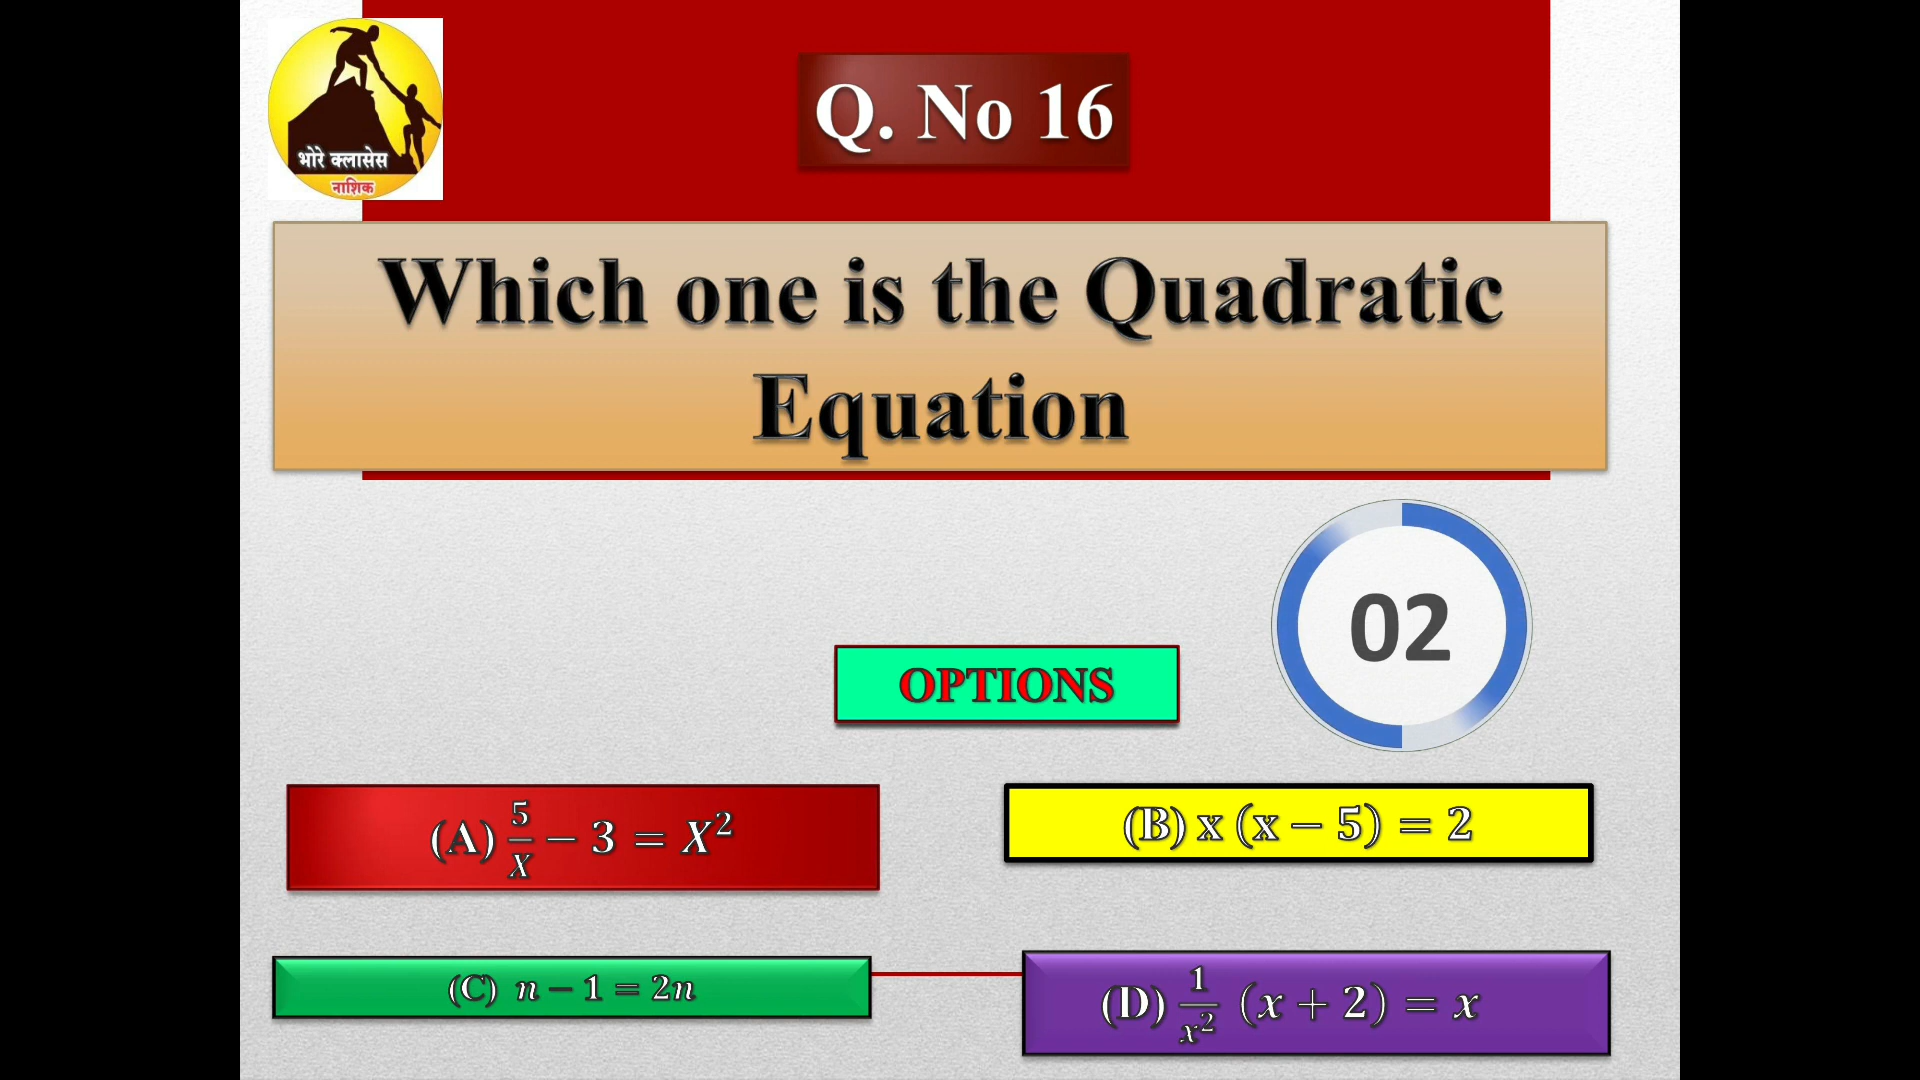 भोरे क्लासेस
नाशिक
Q. No 16
Which one is the Quadratic
Equation
02
OPTIONS
(A) 5/X − 3 = X²
(B) x (x − 5) = 2
(C) n − 1 = 2n
(D) 1/x² (x + 2) = x